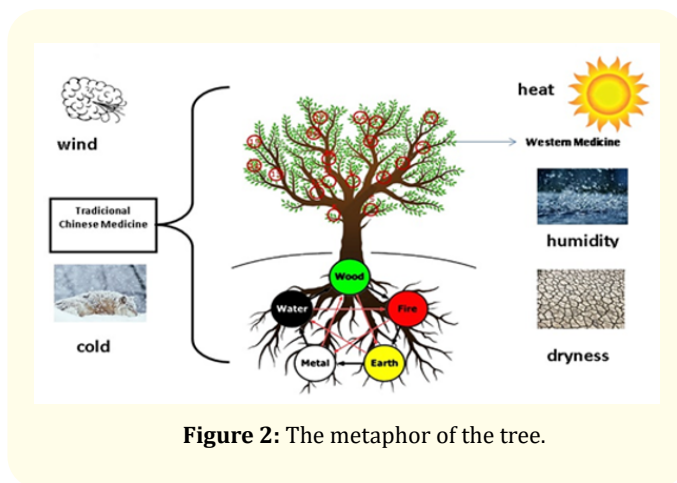 heat
wind
Western Medicine
Tradicional
Chinese Medicine
humidity
Wood
Water
Fire
cold
Metal
Earth
dryness
Figure 2: The metaphor of the tree.